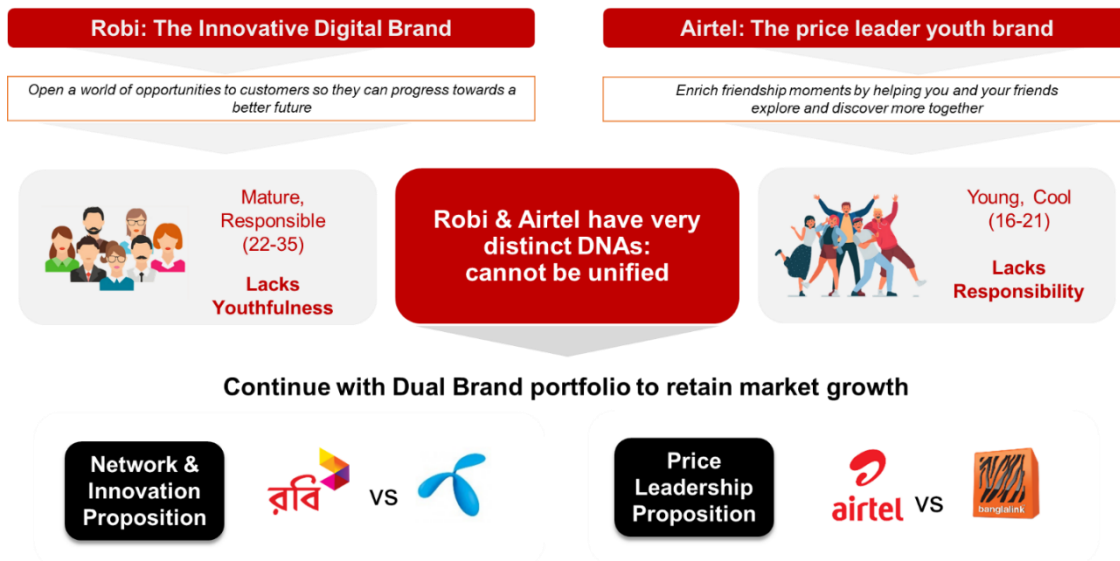 Robi: The Innovative Digital Brand
Airtel: The price leader youth brand
Open a world of opportunities to customers so they can progress towards a
better future
Enrich friendship moments by helping you and your friends
explore and discover more together
Mature,
Responsible
(22-35)
Lacks
Youthfulness
Robi & Airtel have very
distinct DNAs:
cannot be unified
Young, Cool
(16-21)
Lacks
Responsibility
Continue with Dual Brand portfolio to retain market growth
Network &
Innovation
Proposition
রবি
vs
Price
Leadership
Proposition
airtel
vs
banglalink